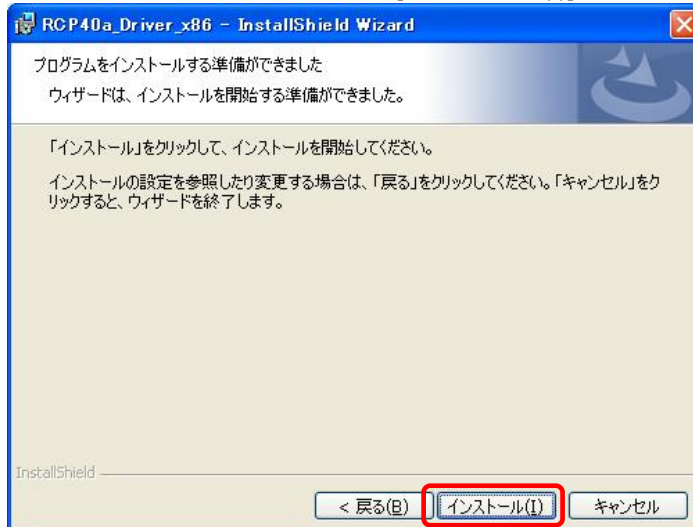 RCP40a_Driver_x86 - InstallShield Wizard
プログラムをインストールする準備ができました
ウィザードは、インストールを開始する準備ができました。
「インストール」をクリックして、インストールを開始してください。
インストールの設定を参照したり変更する場合は、「戻る」をクリックしてください。「キャンセル」をク
リックすると、ウィザードを終了します。
InstallShield
< 戻る(B) インストール(I) キャンセル